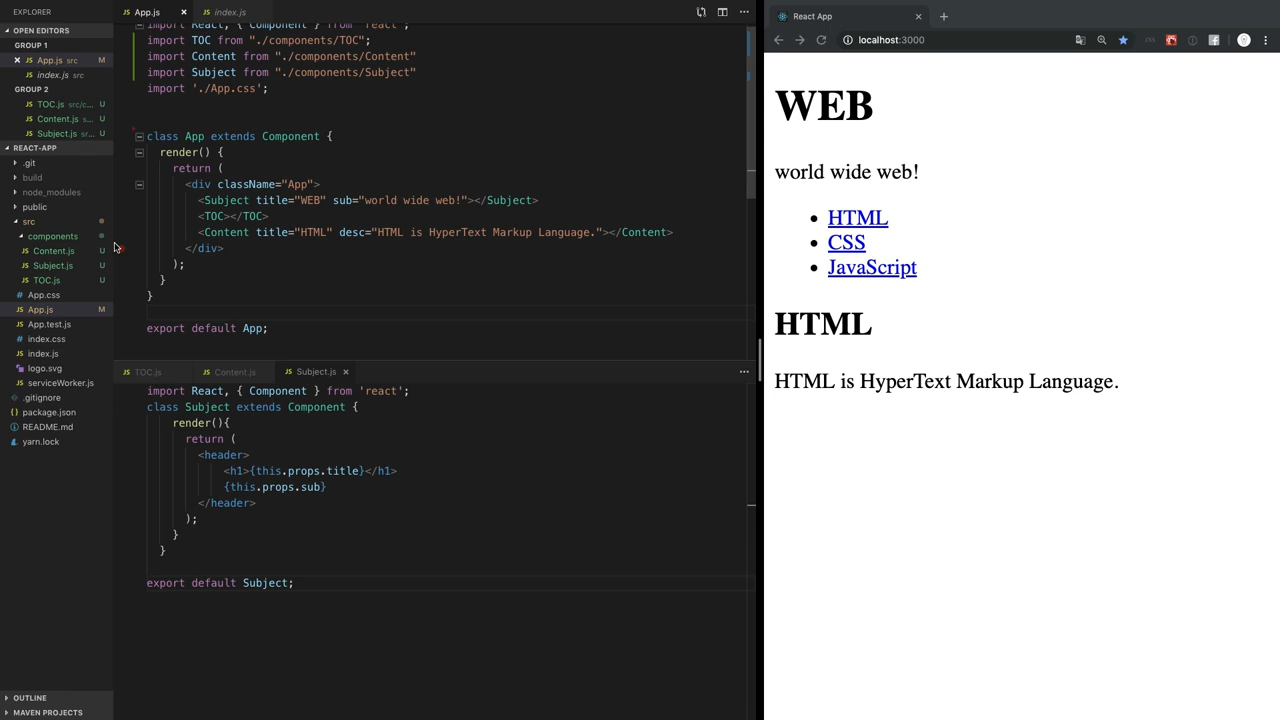 EXPLORER
OPEN EDITORS
GROUP 1
App.js src M
index.js src
GROUP 2
TOC.js src/c... U
Content.js s... U
Subject.js sr... U
REACT-APP
.git
build
node_modules
public
src
components
Content.js U
Subject.js U
TOC.js U
App.css
App.js M
App.test.js
index.css
index.js
logo.svg
serviceWorker.js
.gitignore
package.json
README.md
yarn.lock
OUTLINE
MAVEN PROJECTS
App.js index.js
import React, { Component } from 'react';
import TOC from "./components/TOC";
import Content from "./components/Content"
import Subject from "./components/Subject"
import './App.css';
class App extends Component {
render() {
return (
<div className="App">
<Subject title="WEB" sub="world wide web!"></Subject>
<TOC></TOC>
<Content title="HTML" desc="HTML is HyperText Markup Language."></Content>
</div>
);
}
}
export default App;
TOC.js Content.js Subject.js
import React, { Component } from 'react';
class Subject extends Component {
render(){
return (
<header>
<h1>{this.props.title}</h1>
{this.props.sub}
</header>
);
}
}
export default Subject;
React App
localhost:3000
WEB
world wide web!
HTML
CSS
JavaScript
HTML
HTML is HyperText Markup Language.